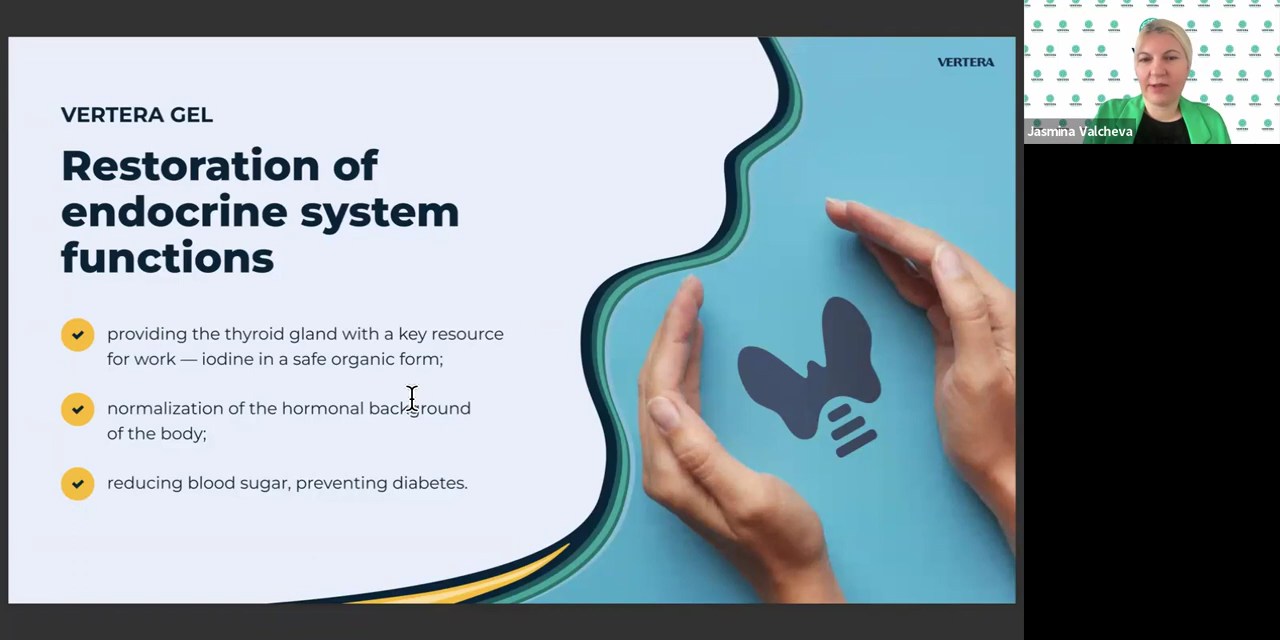 VERTERA
VERTERA GEL
Restoration of
endocrine system
functions
providing the thyroid gland with a key resource
for work — iodine in a safe organic form;
normalization of the hormonal background
of the body;
reducing blood sugar, preventing diabetes.
Jasmina Valcheva